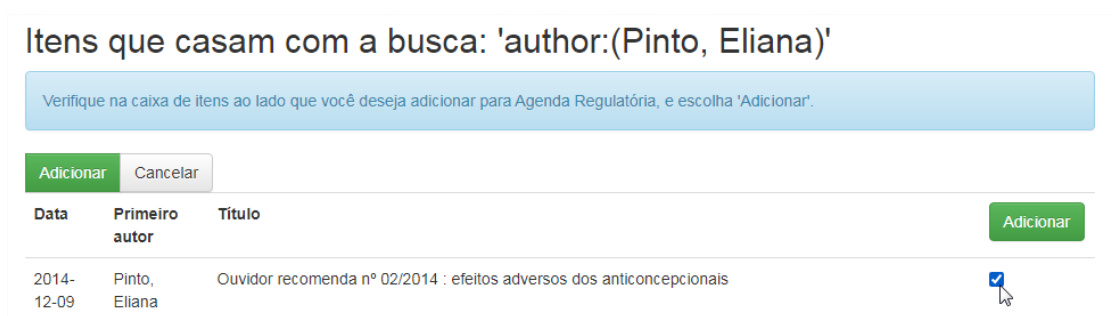 Itens que casam com a busca: 'author:(Pinto, Eliana)'
Verifique na caixa de itens ao lado que você deseja adicionar para Agenda Regulatória, e escolha 'Adicionar'.
Adicionar Cancelar
Data Primeiro autor Título Adicionar
2014-12-09 Pinto, Eliana Ouvidor recomenda nº 02/2014 : efeitos adversos dos anticoncepcionais